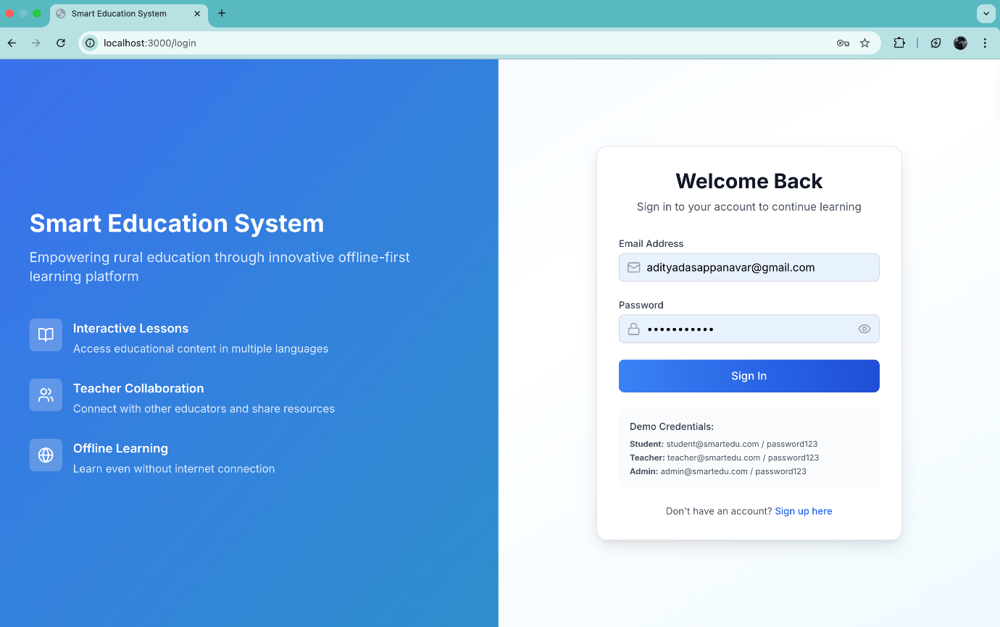 Smart Education System
localhost:3000/login
Smart Education System
Empowering rural education through innovative offline-first
learning platform
Interactive Lessons
Access educational content in multiple languages
Teacher Collaboration
Connect with other educators and share resources
Offline Learning
Learn even without internet connection
Welcome Back
Sign in to your account to continue learning
Email Address
adityadasappanavar@gmail.com
Password
•••••••••••
Sign In
Demo Credentials:
Student: student@smartedu.com / password123
Teacher: teacher@smartedu.com / password123
Admin: admin@smartedu.com / password123
Don't have an account? Sign up here